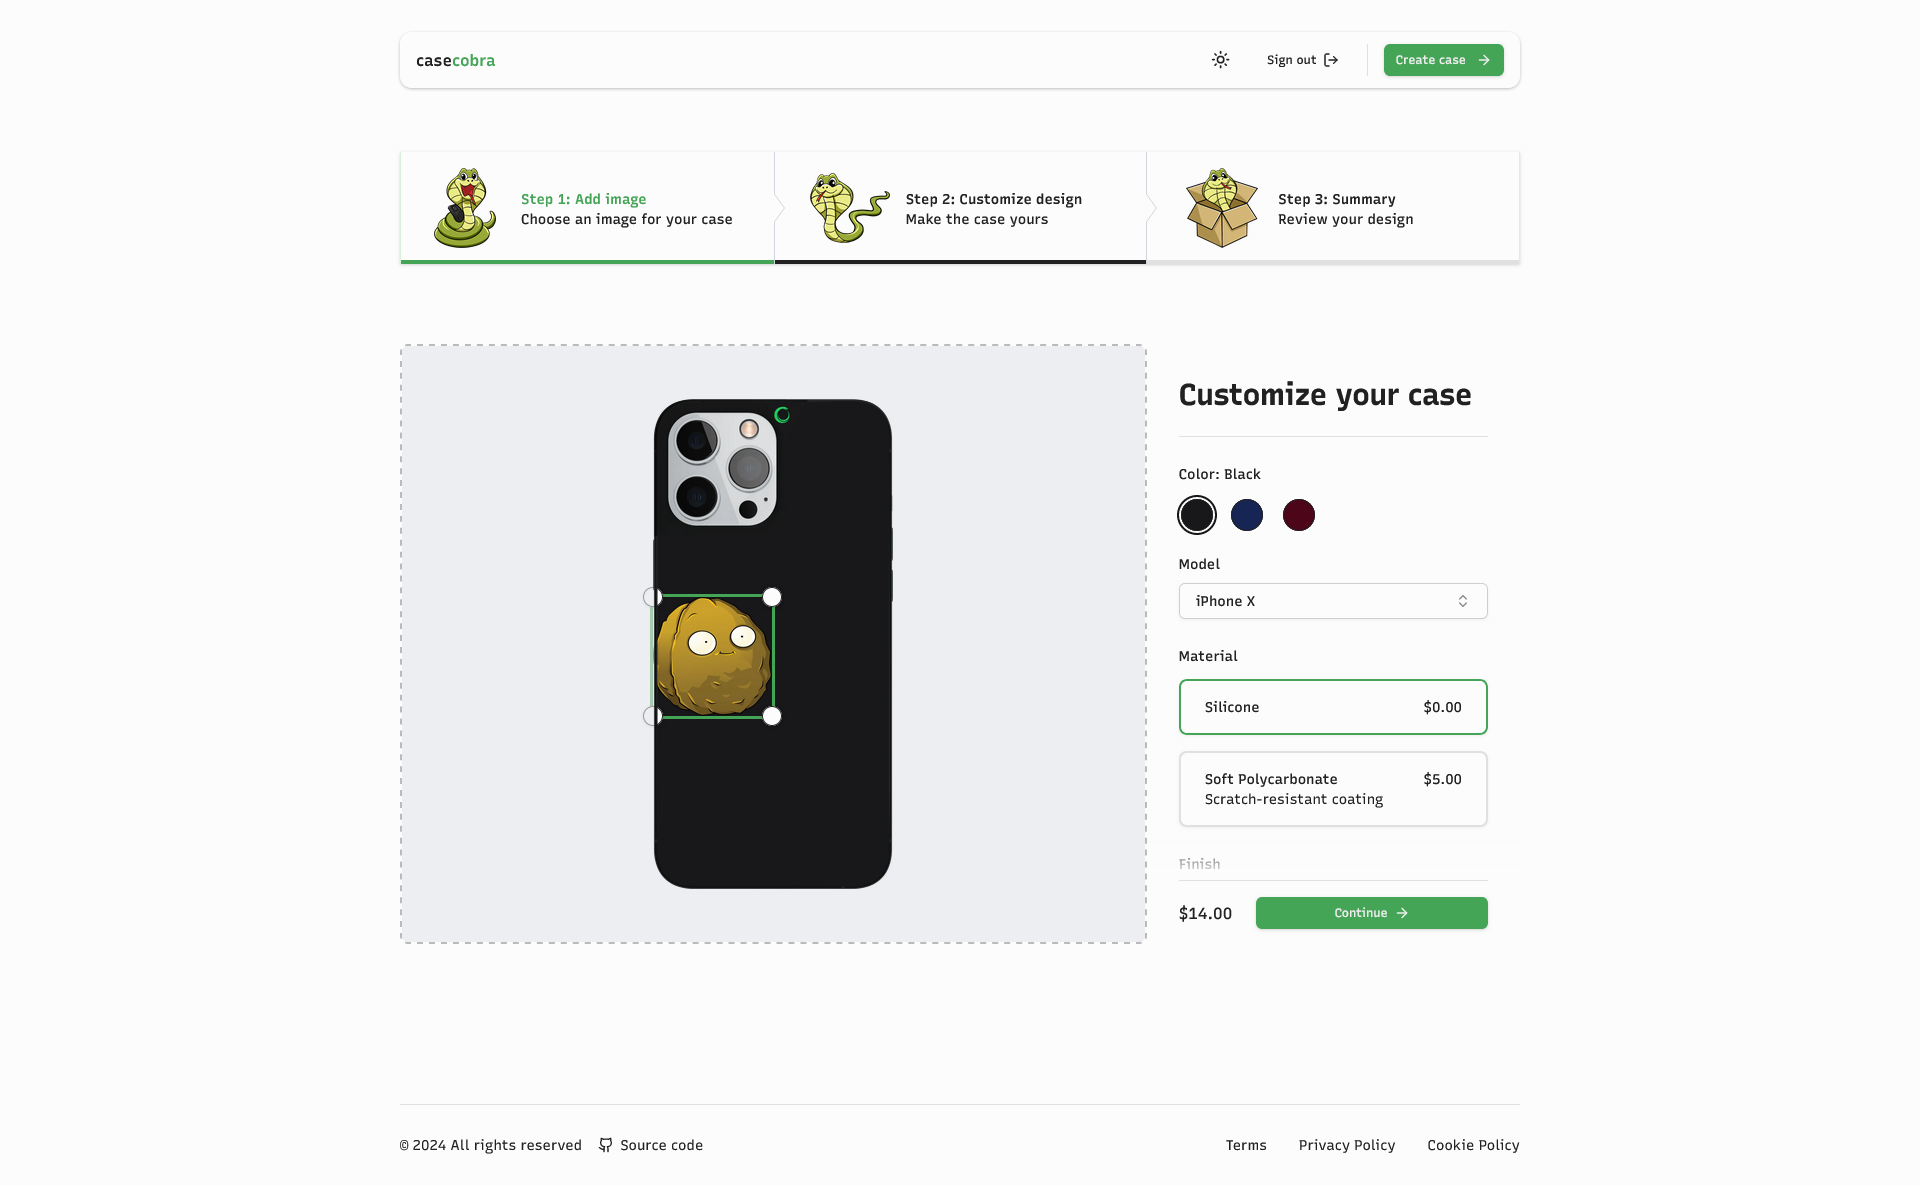 casecobra
Sign out
Create case
Step 1: Add image
Choose an image for your case
Step 2: Customize design
Make the case yours
Step 3: Summary
Review your design
Customize your case
Color: Black
Model
iPhone X
Material
Silicone $0.00
Soft Polycarbonate $5.00
Scratch-resistant coating
Finish
$14.00
Continue
© 2024 All rights reserved
Source code
Terms
Privacy Policy
Cookie Policy